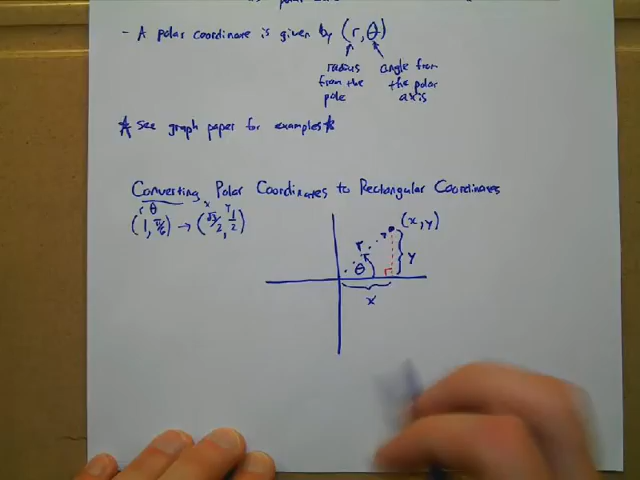 - A polar coordinate is given by (r, θ)
radius from the pole
angle from the polar axis
* See graph paper for examples *
Converting Polar Coordinates to Rectangular Coordinates
r θ x y
(1, π/6) → (√3/2, 1/2)
(x, y)
r
θ
y
x